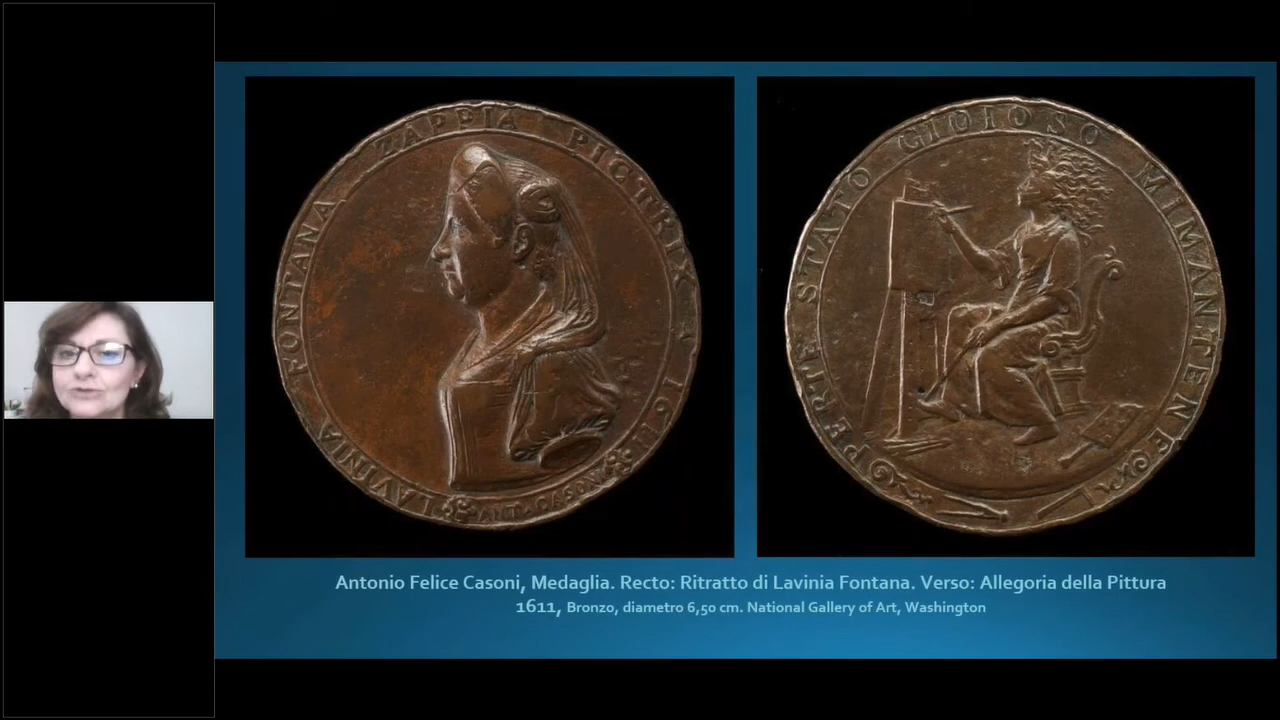 LAVINIA FONTANA ZAPPIA PICTRIX 1611
ANT. CASONI
PER TE STATO GIOIOSO MI MANTENE
Antonio Felice Casoni, Medaglia. Recto: Ritratto di Lavinia Fontana. Verso: Allegoria della Pittura
1611, Bronzo, diametro 6,50 cm. National Gallery of Art, Washington